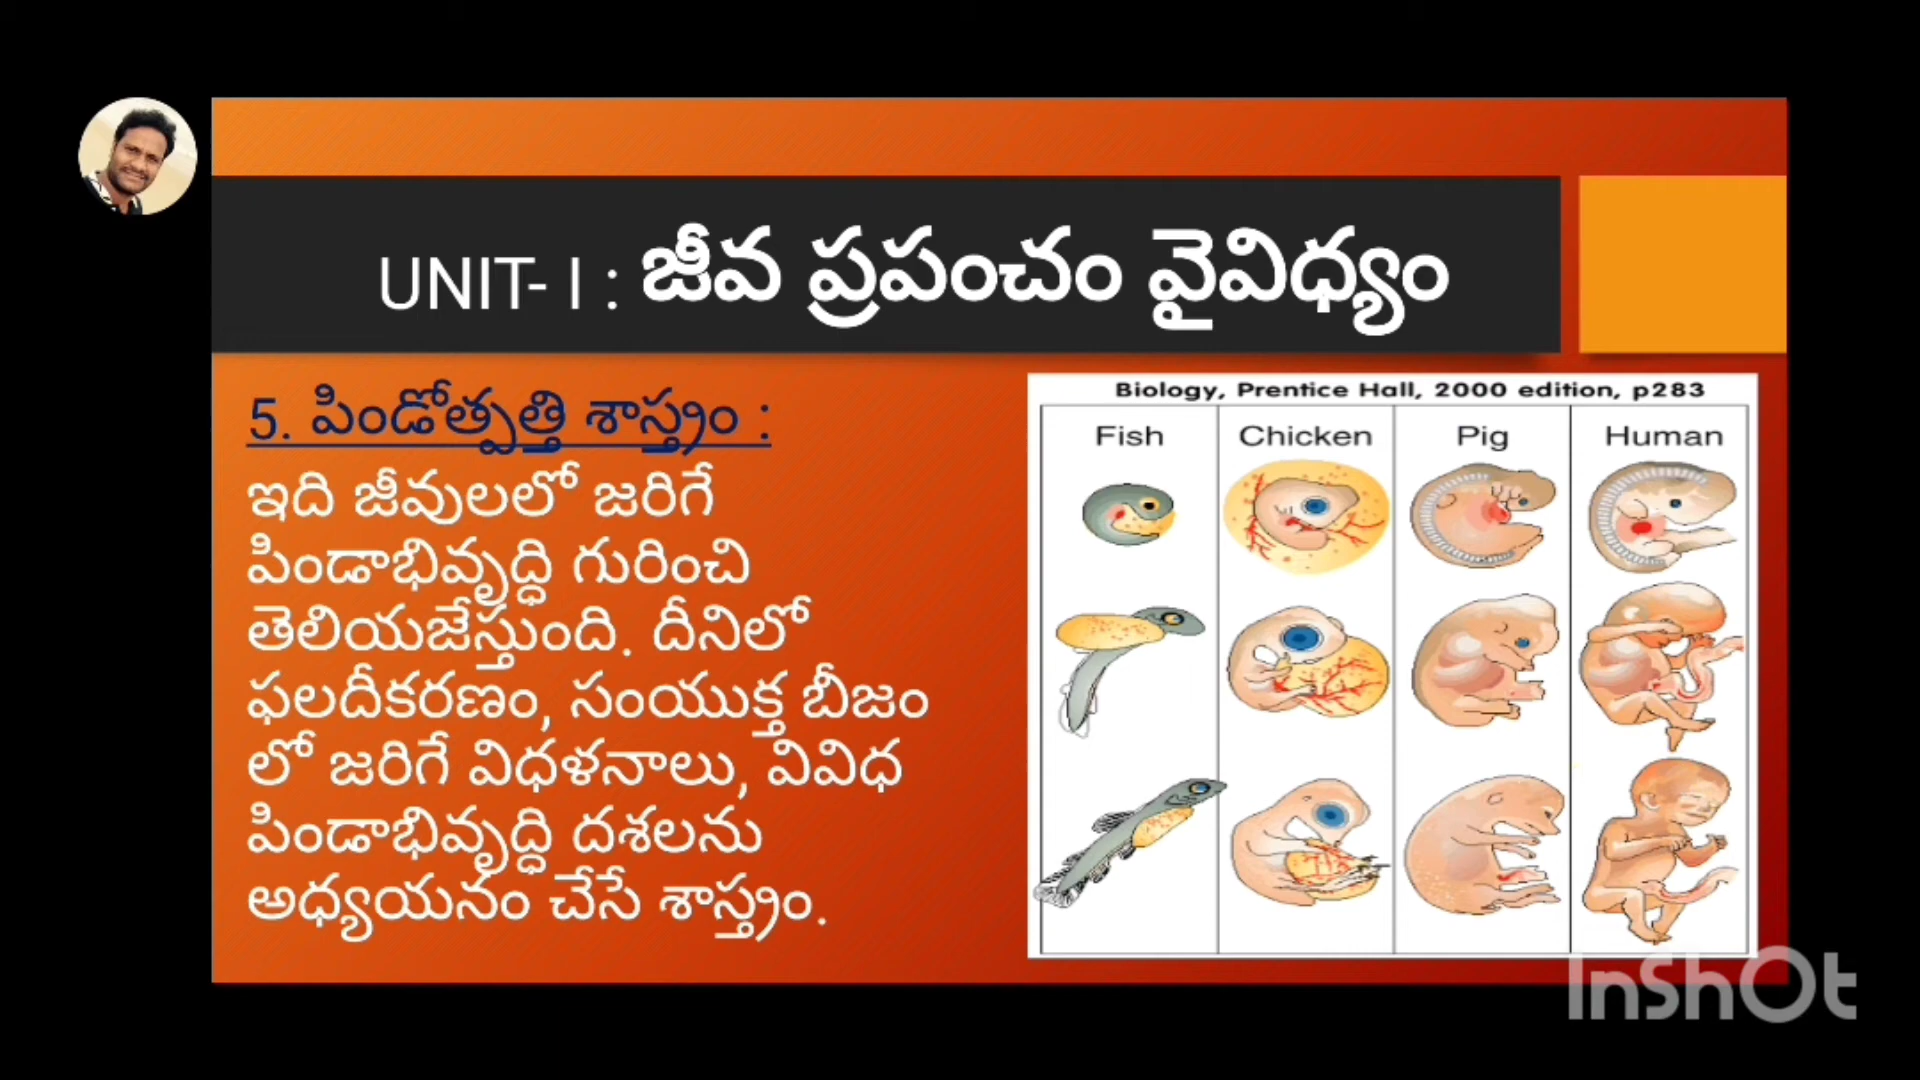 UNIT- I : జీవ ప్రపంచం వైవిధ్యం
5. పిండోత్పత్తి శాస్త్రం :
ఇది జీవులలో జరిగే
పిండాభివృద్ధి గురించి
తెలియజేస్తుంది. దీనిలో
ఫలదీకరణం, సంయుక్త బీజం
లో జరిగే విధళనాలు, వివిధ
పిండాభివృద్ధి దశలను
అధ్యయనం చేసే శాస్త్రం.
Biology, Prentice Hall, 2000 edition, p283
Fish Chicken Pig Human
InShOt